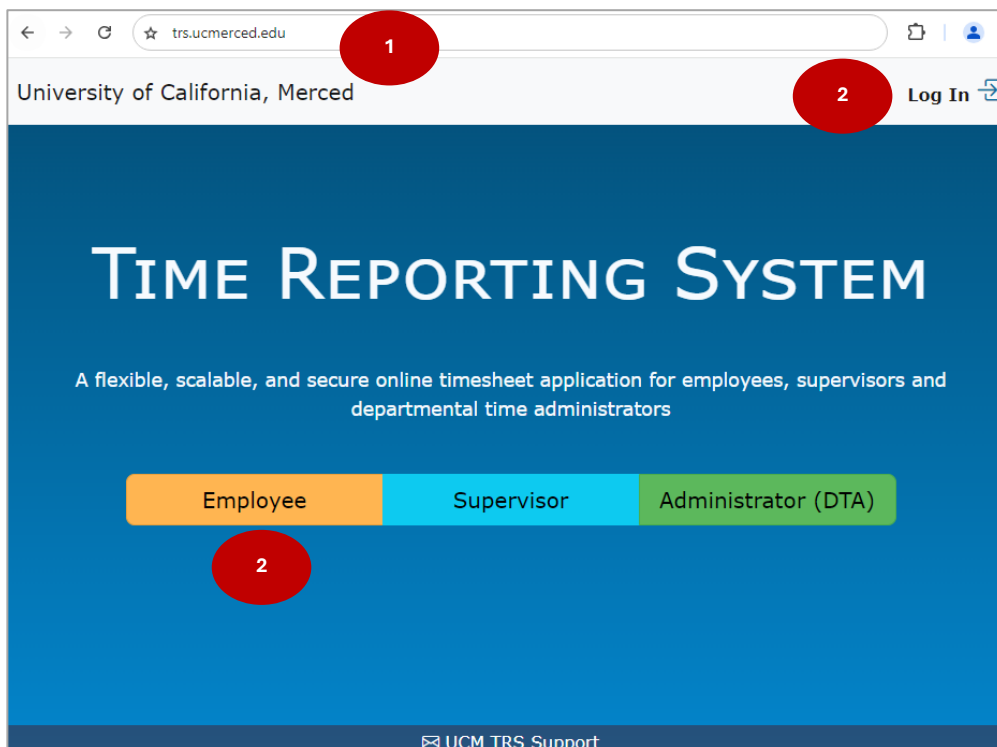 trs.ucmerced.edu
1
University of California, Merced
2
Log In
TIME REPORTING SYSTEM
A flexible, scalable, and secure online timesheet application for employees, supervisors and
departmental time administrators
Employee
Supervisor
Administrator (DTA)
2
UCM TRS Support